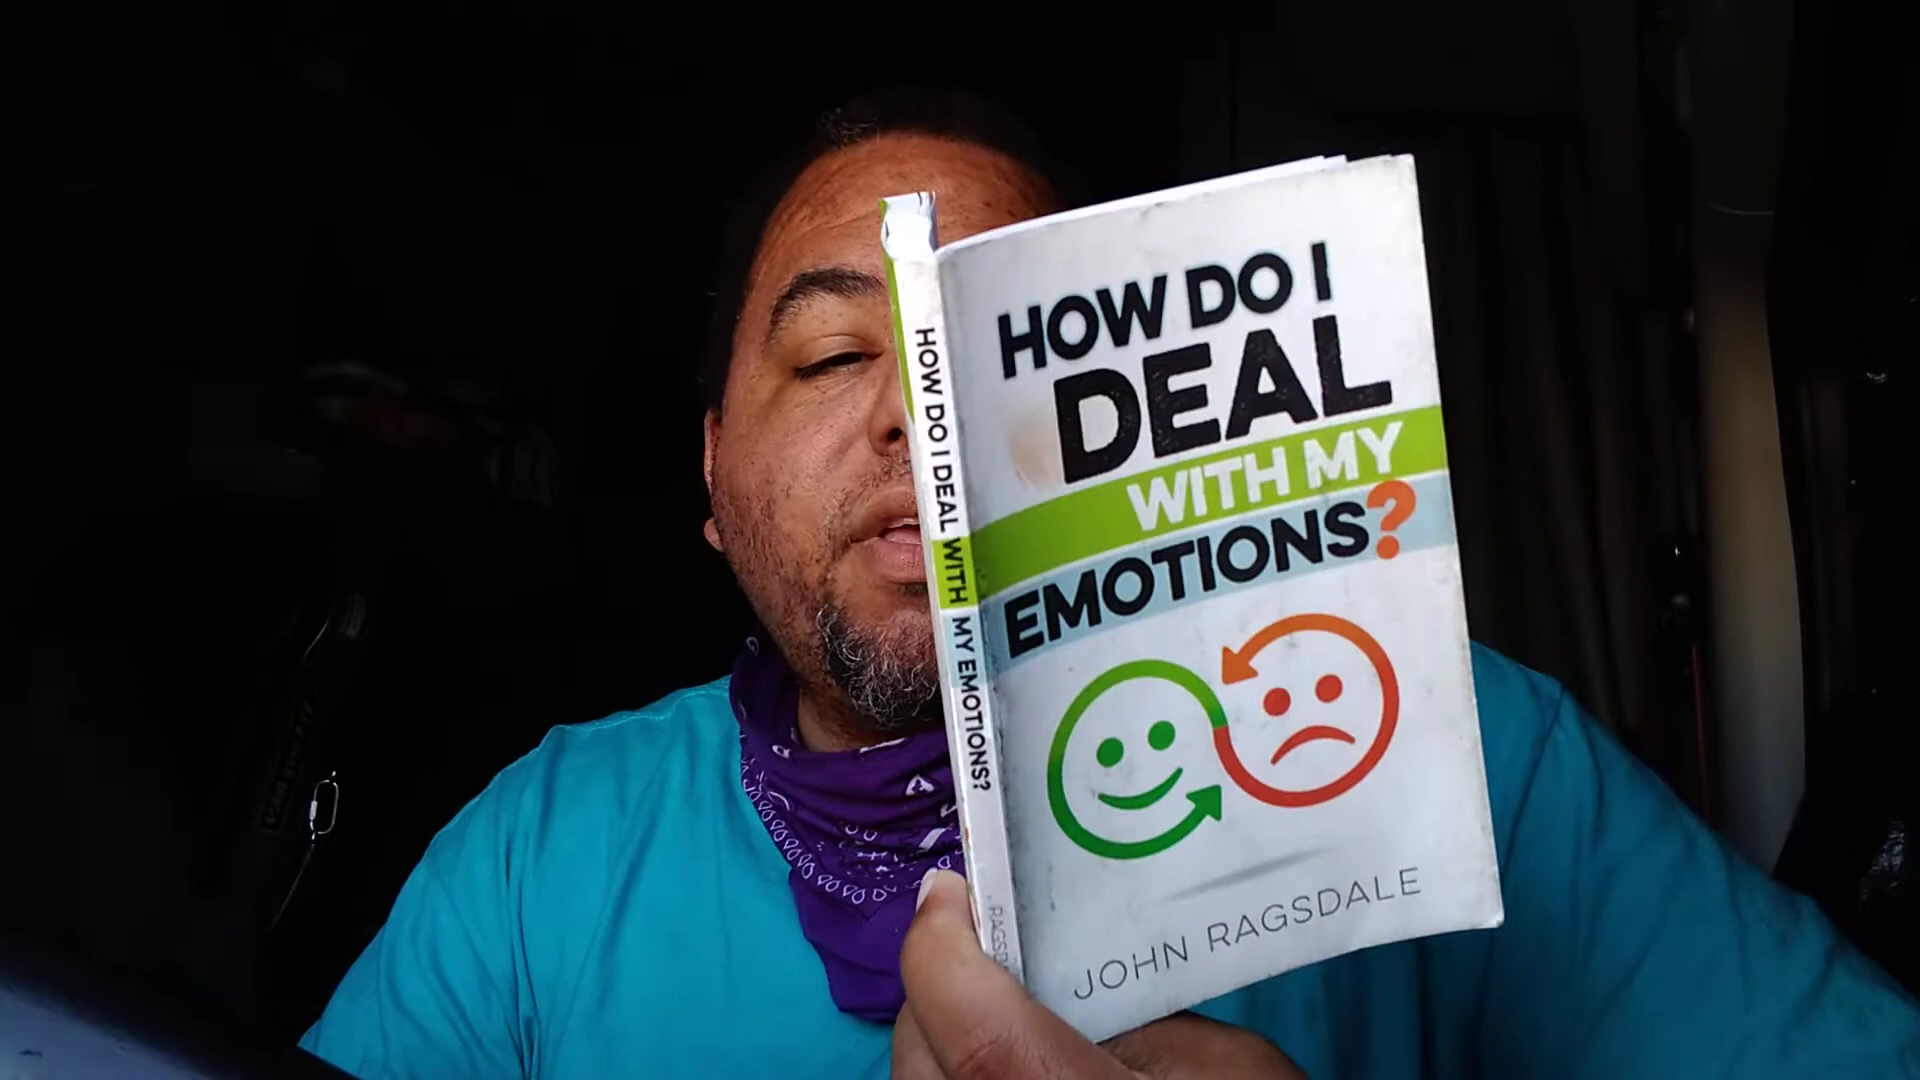 HOW DO I DEAL WITH MY EMOTIONS?
HOW DO I
DEAL
WITH MY
EMOTIONS?
JOHN RAGSDALE